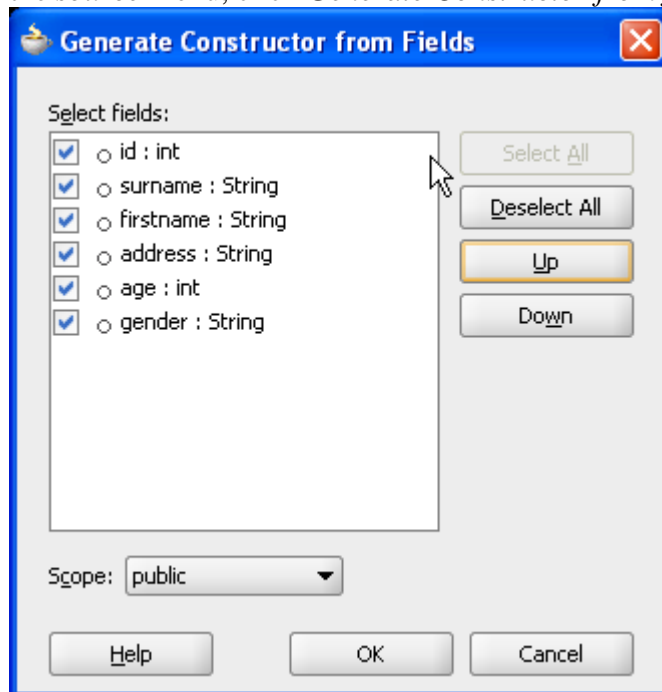 Generate Constructor from Fields
Select fields:
id : int
surname : String
firstname : String
address : String
age : int
gender : String
Select All
Deselect All
Up
Down
Scope: public
Help
OK
Cancel